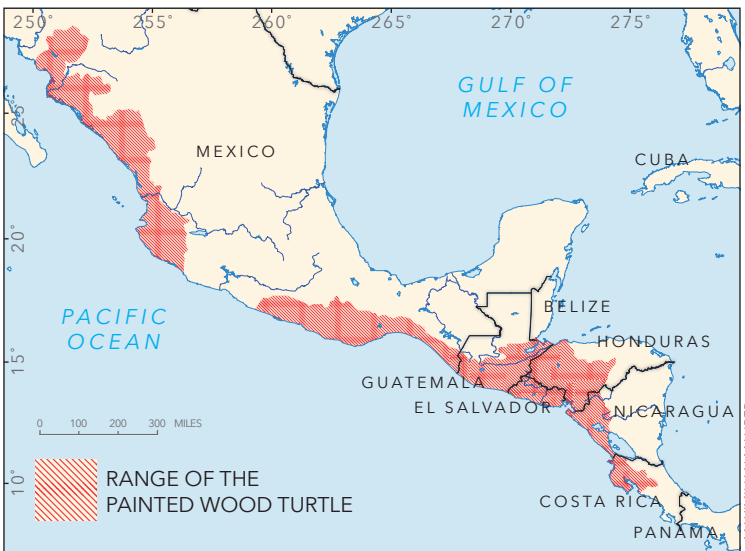 250° 255° 260° 265° 270° 275°
GULF OF
MEXICO
25°
MEXICO
CUBA
20°
PACIFIC
OCEAN
BELIZE
HONDURAS
15°
GUATEMALA
EL SALVADOR
NICARAGUA
0 100 200 300 MILES
10°
RANGE OF THE
PAINTED WOOD TURTLE
COSTA RICA
PANAMA